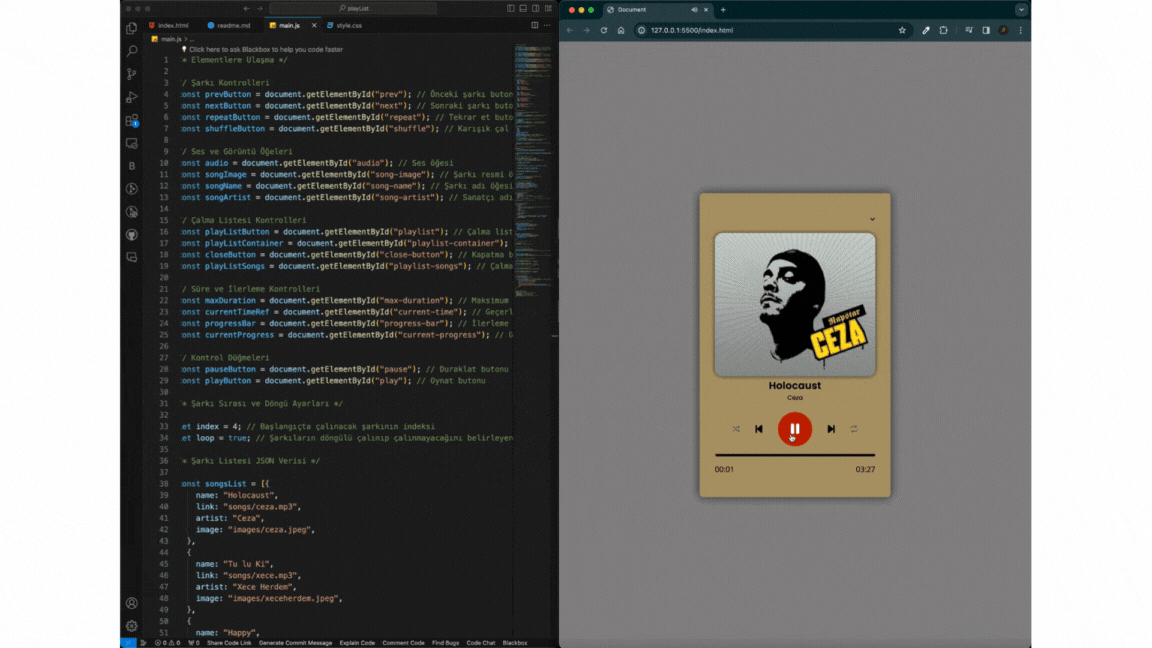 playList
index.html
readme.md
main.js
style.css
main.js > ...
Click here to ask Blackbox to help you code faster
1 * Elementlere Ulaşma */
2
3 / Şarkı Kontrolleri
4 onst prevButton = document.getElementById("prev"); // Önceki şarkı buton
5 onst nextButton = document.getElementById("next"); // Sonraki şarkı buto
6 onst repeatButton = document.getElementById("repeat"); // Tekrar et buto
7 onst shuffleButton = document.getElementById("shuffle"); // Karışık çal
8
9 / Ses ve Görüntü Öğeleri
10 onst audio = document.getElementById("audio"); // Ses öğesi
11 onst songImage = document.getElementById("song-image"); // Şarkı resmi ö
12 onst songName = document.getElementById("song-name"); // Şarkı adı öğesi
13 onst songArtist = document.getElementById("song-artist"); // Sanatçı adı
14
15 / Çalma Listesi Kontrolleri
16 onst playListButton = document.getElementById("playlist"); // Çalma list
17 onst playListContainer = document.getElementById("playlist-container");
18 onst closeButton = document.getElementById("close-button"); // Kapatma b
19 onst playListSongs = document.getElementById("playlist-songs"); // Çalma
20
21 / Süre ve İlerleme Kontrolleri
22 onst maxDuration = document.getElementById("max-duration"); // Maksimum
23 onst currentTimeRef = document.getElementById("current-time"); // Geçerl
24 onst progressBar = document.getElementById("progress-bar"); // İlerleme
25 onst currentProgress = document.getElementById("current-progress"); // G
26
27 / Kontrol Düğmeleri
28 onst pauseButton = document.getElementById("pause"); // Duraklat butonu
29 onst playButton = document.getElementById("play"); // Oynat butonu
30
31 * Şarkı Sırası ve Döngü Ayarları */
32
33 et index = 4; // Başlangıçta çalınacak şarkının indeksi
34 et loop = true; // Şarkıların döngülü çalınıp çalınmayacağını belirleyen
35
36 * Şarkı Listesi JSON Verisi */
37
38 onst songsList = [{
39 name: "Holocaust",
40 link: "songs/ceza.mp3",
41 artist: "Ceza",
42 image: "images/ceza.jpeg",
43 },
44 {
45 name: "Tu lu Ki",
46 link: "songs/xece.mp3",
47 artist: "Xece Herdem",
48 image: "images/xeceherdem.jpeg",
49 },
50 {
51 name: "Happy",
0 0 0 Share Code Link Generate Commit Message Explain Code Comment Code Find Bugs Code Chat Blackbox
Document
127.0.0.1:5500/index.html
Rapstar
CEZA
Holocaust
Ceza
00:01 03:27